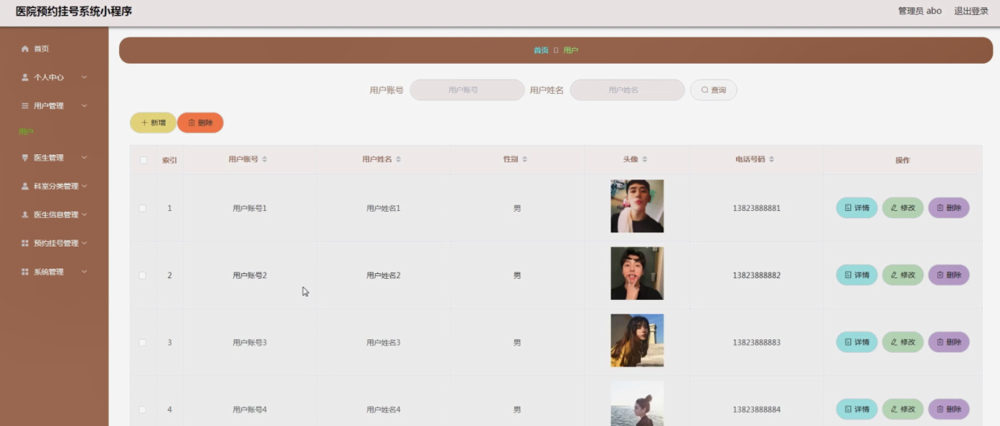 医院预约挂号系统小程序
管理员 abo 退出登录
首页
个人中心
用户管理
用户
医生管理
科室分类管理
医生信息管理
预约挂号管理
系统管理
首页 用户
用户账号 用户账号 用户姓名 用户姓名 查询
新增 删除
索引 用户账号 用户姓名 性别 头像 电话号码 操作
1 用户账号1 用户姓名1 男 13823888881 详情 修改 删除
2 用户账号2 用户姓名2 男 13823888882 详情 修改 删除
3 用户账号3 用户姓名3 男 13823888883 详情 修改 删除
4 用户账号4 用户姓名4 男 13823888884 详情 修改 删除